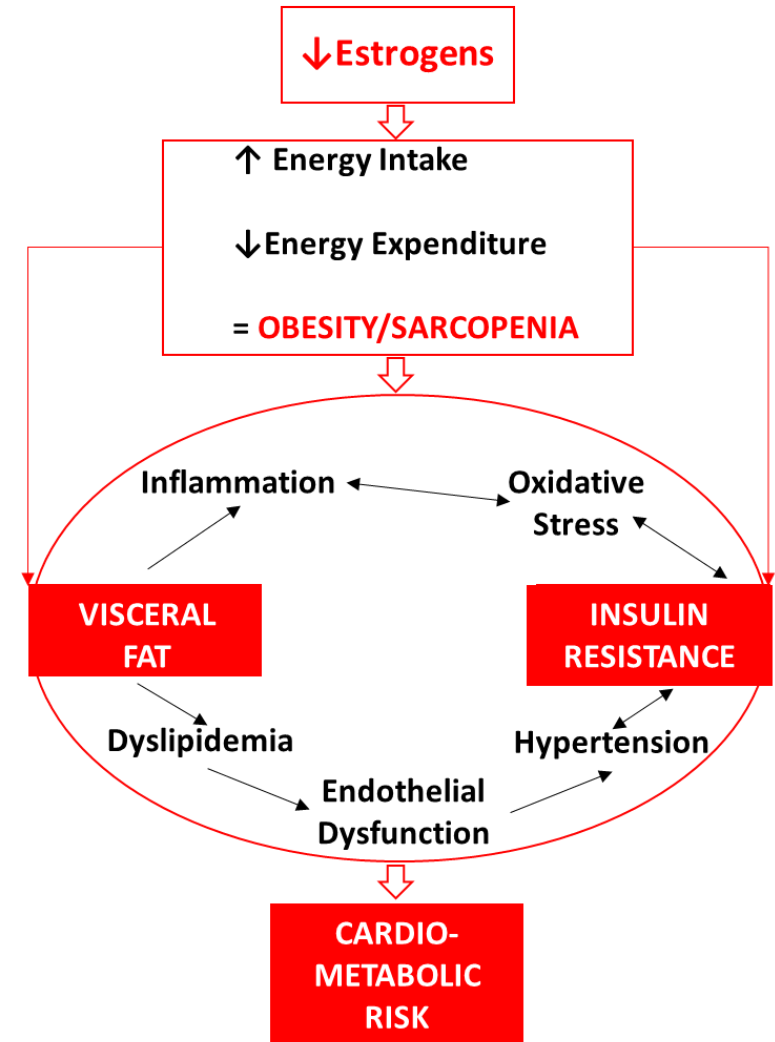 ↓Estrogens
↑ Energy Intake
↓Energy Expenditure
= OBESITY/SARCOPENIA
Inflammation
Oxidative
Stress
VISCERAL
FAT
INSULIN
RESISTANCE
Dyslipidemia
Hypertension
Endothelial
Dysfunction
CARDIO-
METABOLIC
RISK